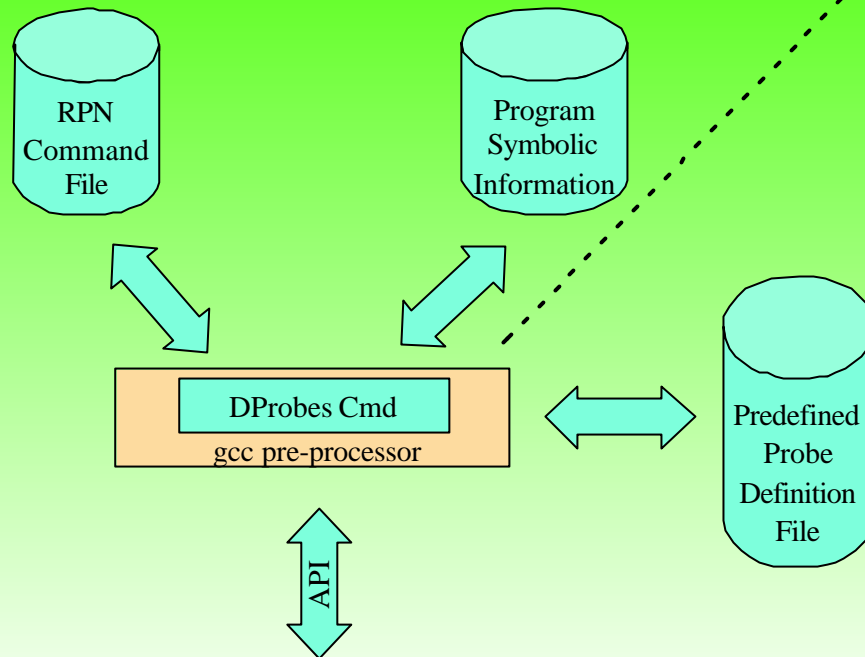 RPN
Command
File
Program
Symbolic
Information
DProbes Cmd
gcc pre-processor
Predefined
Probe
Definition
File
API